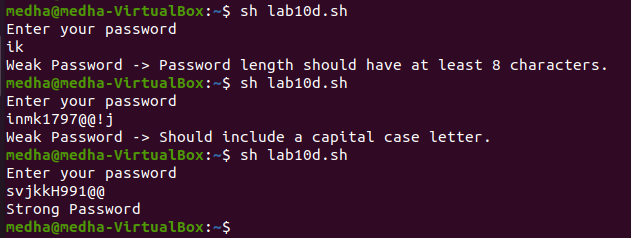 medha@medha-VirtualBox:~$ sh lab10d.sh
Enter your password
ik
Weak Password -> Password length should have at least 8 characters.
medha@medha-VirtualBox:~$ sh lab10d.sh
Enter your password
inmk1797@@!j
Weak Password -> Should include a capital case letter.
medha@medha-VirtualBox:~$ sh lab10d.sh
Enter your password
svjkkH991@@
Strong Password
medha@medha-VirtualBox:~$